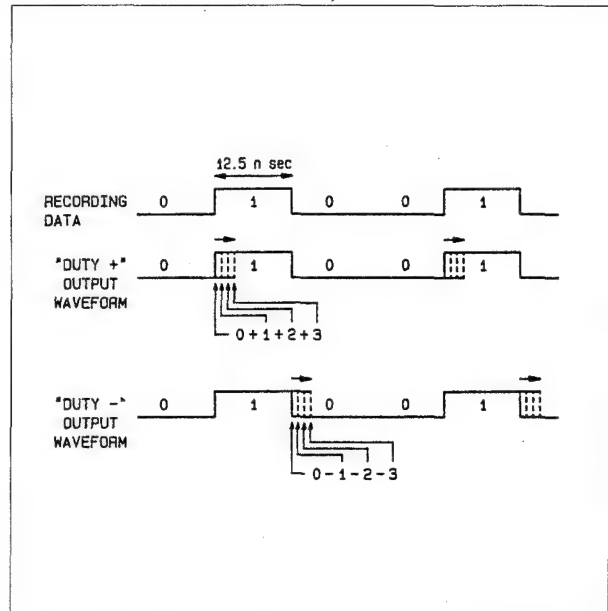 12.5 n sec
RECORDING DATA 0 1 0 0 1
"DUTY +" OUTPUT WAVEFORM 0 1 0 0 1
0 + 1 + 2 + 3
"DUTY -" OUTPUT WAVEFORM 0 1 0 0 1
0 - 1 - 2 - 3